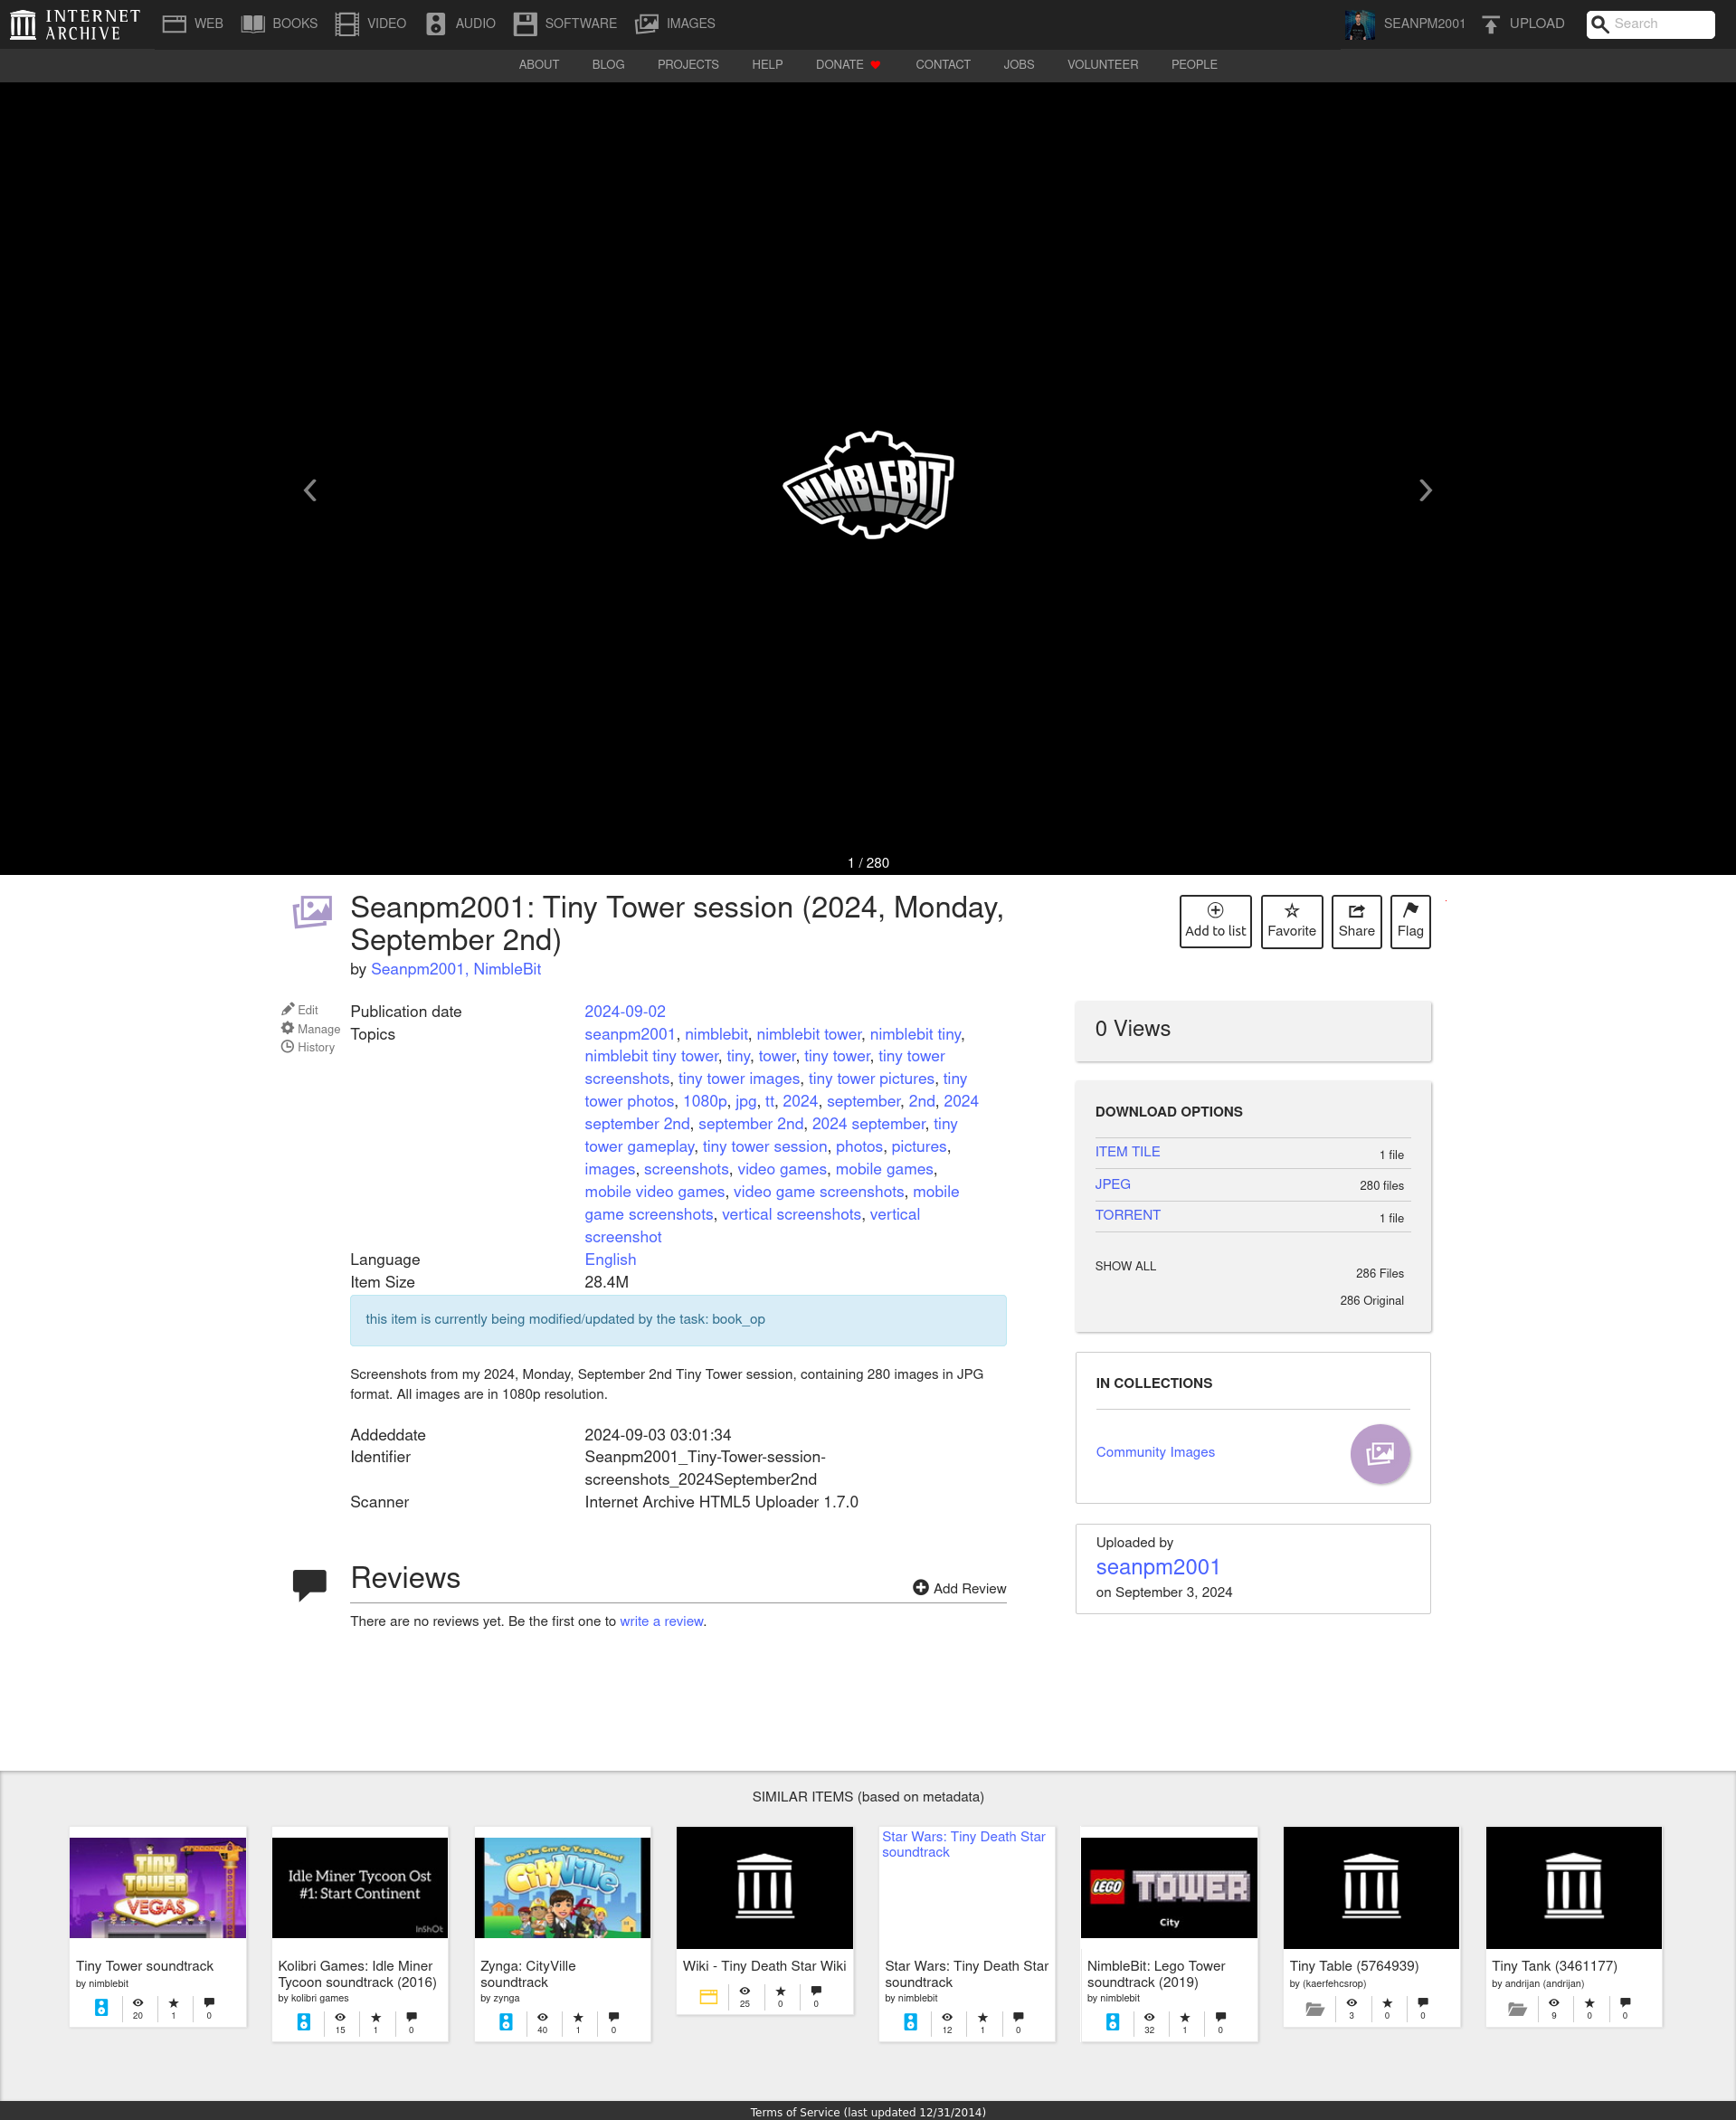 INTERNET
ARCHIVE
WEB
BOOKS
VIDEO
AUDIO
SOFTWARE
IMAGES
SEANPM2001
UPLOAD
Search
ABOUT
BLOG
PROJECTS
HELP
DONATE
CONTACT
JOBS
VOLUNTEER
PEOPLE
NIMBLEBIT
1 / 280
Seanpm2001: Tiny Tower session (2024, Monday,
September 2nd)
by Seanpm2001, NimbleBit
Add to list
Favorite
Share
Flag
Edit
Manage
History
Publication date 2024-09-02
Topics seanpm2001, nimblebit, nimblebit tower, nimblebit tiny,
nimblebit tiny tower, tiny, tower, tiny tower, tiny tower
screenshots, tiny tower images, tiny tower pictures, tiny
tower photos, 1080p, jpg, tt, 2024, september, 2nd, 2024
september 2nd, september 2nd, 2024 september, tiny
tower gameplay, tiny tower session, photos, pictures,
images, screenshots, video games, mobile games,
mobile video games, video game screenshots, mobile
game screenshots, vertical screenshots, vertical
screenshot
Language English
Item Size 28.4M
this item is currently being modified/updated by the task: book_op
Screenshots from my 2024, Monday, September 2nd Tiny Tower session, containing 280 images in JPG
format. All images are in 1080p resolution.
Addeddate 2024-09-03 03:01:34
Identifier Seanpm2001_Tiny-Tower-session-
screenshots_2024September2nd
Scanner Internet Archive HTML5 Uploader 1.7.0
Reviews
Add Review
There are no reviews yet. Be the first one to write a review.
0 Views
DOWNLOAD OPTIONS
ITEM TILE 1 file
JPEG 280 files
TORRENT 1 file
SHOW ALL 286 Files
286 Original
IN COLLECTIONS
Community Images
Uploaded by
seanpm2001
on September 3, 2024
SIMILAR ITEMS (based on metadata)
TINY
TOWER
VEGAS
Tiny Tower soundtrack
by nimblebit
20 1 0
Idle Miner Tycoon Ost
#1: Start Continent
InShOt
Kolibri Games: Idle Miner
Tycoon soundtrack (2016)
by kolibri games
15 1 0
BUILD THE CITY OF YOUR DREAMS!
CityVille
Zynga: CityVille
soundtrack
by zynga
40 1 0
Wiki - Tiny Death Star Wiki
25 0 0
Star Wars: Tiny Death Star
soundtrack
Star Wars: Tiny Death Star
soundtrack
by nimblebit
12 1 0
LEGO TOWER
City
NimbleBit: Lego Tower
soundtrack (2019)
by nimblebit
32 1 0
Tiny Table (5764939)
by (kaerfehcsrop)
3 0 0
Tiny Tank (3461177)
by andrijan (andrijan)
9 0 0
Terms of Service (last updated 12/31/2014)